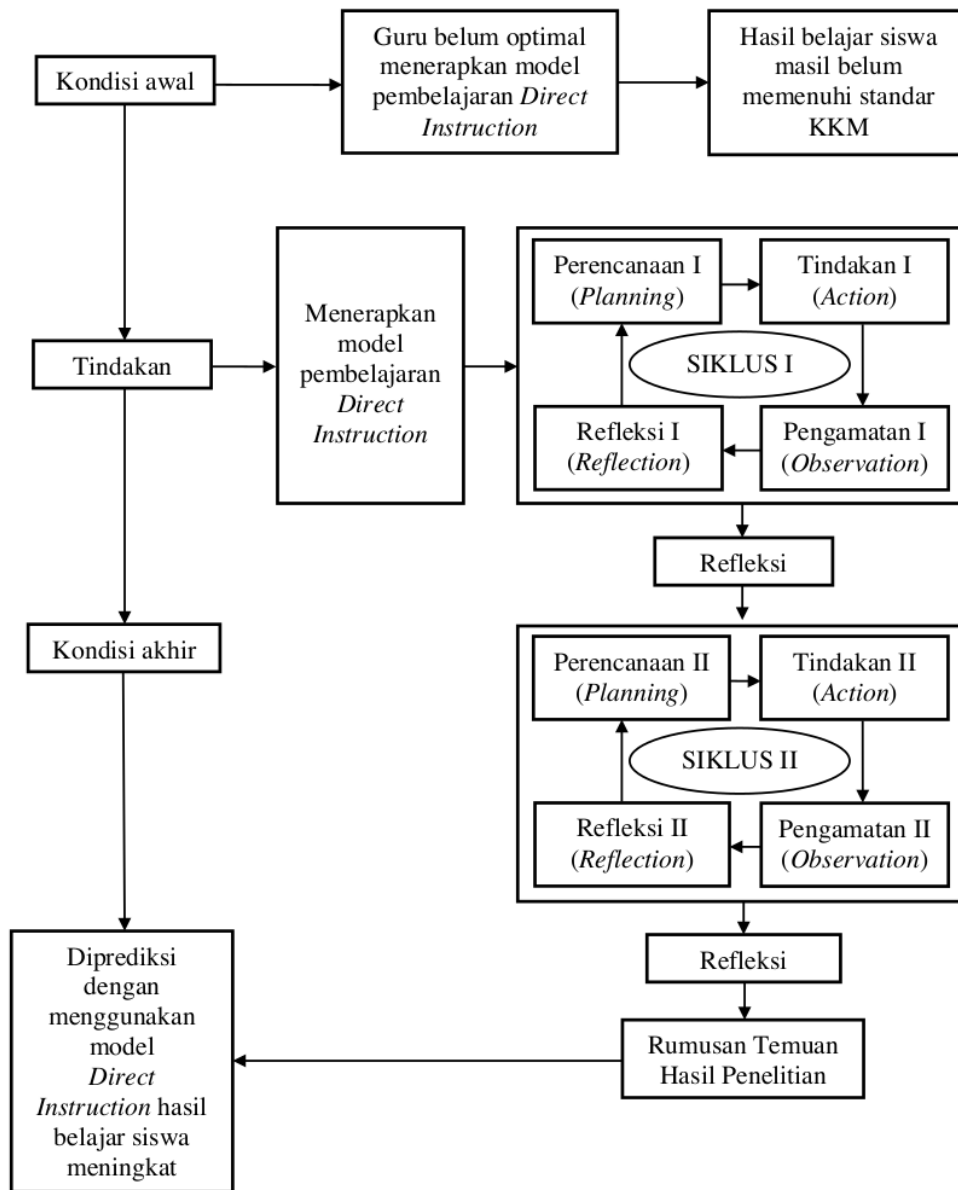 Kondisi awal
Guru belum optimal
menerapkan model
pembelajaran Direct
Instruction
Hasil belajar siswa
masil belum
memenuhi standar
KKM
Tindakan
Menerapkan
model
pembelajaran
Direct
Instruction
Perencanaan I
(Planning)
Tindakan I
(Action)
SIKLUS I
Refleksi I
(Reflection)
Pengamatan I
(Observation)
Refleksi
Kondisi akhir
Perencanaan II
(Planning)
Tindakan II
(Action)
SIKLUS II
Refleksi II
(Reflection)
Pengamatan II
(Observation)
Refleksi
Rumusan Temuan
Hasil Penelitian
Diprediksi
dengan
menggunakan
model
Direct
Instruction hasil
belajar siswa
meningkat